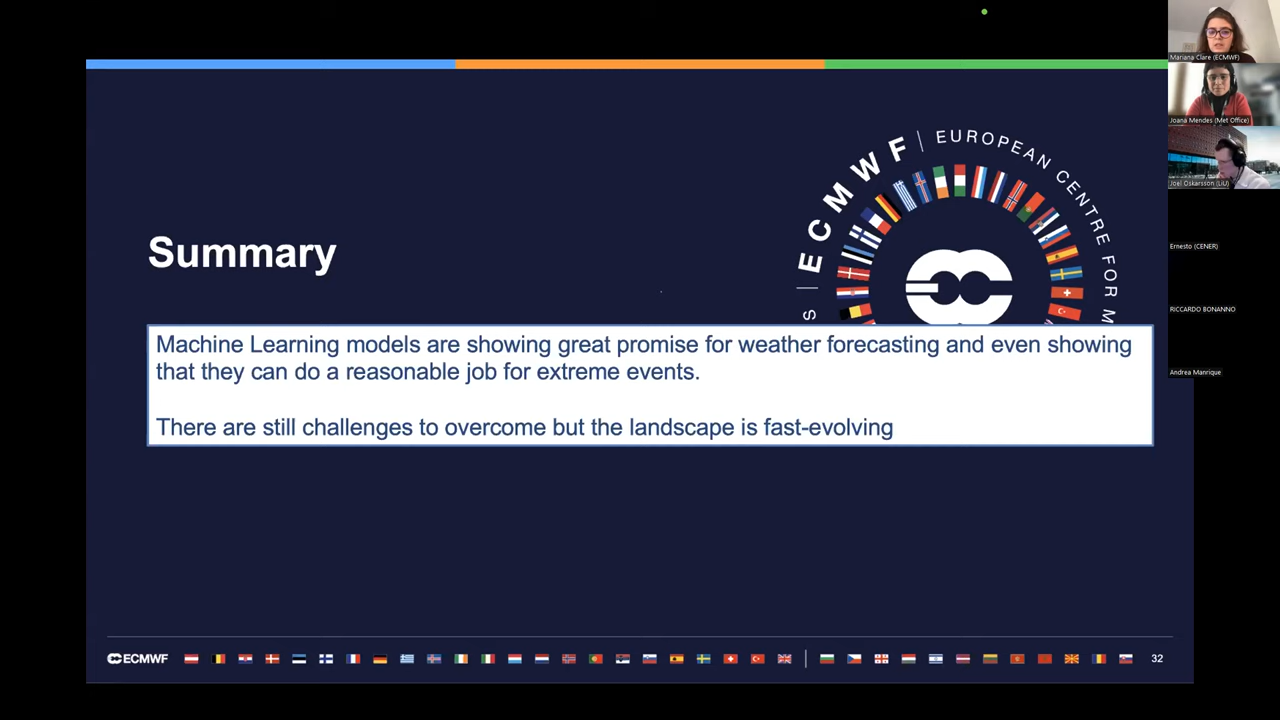 Mariana Clare (ECMWF)
Joana Mendes (Met Office)
Joel Oskarsson (LiU)
Ernesto (CENER)
RICCARDO BONANNO
Andrea Manrique
S | ECMWF | EUROPEAN CENTRE FOR M
Summary
Machine Learning models are showing great promise for weather forecasting and even showing
that they can do a reasonable job for extreme events.
There are still challenges to overcome but the landscape is fast-evolving
ECMWF
32